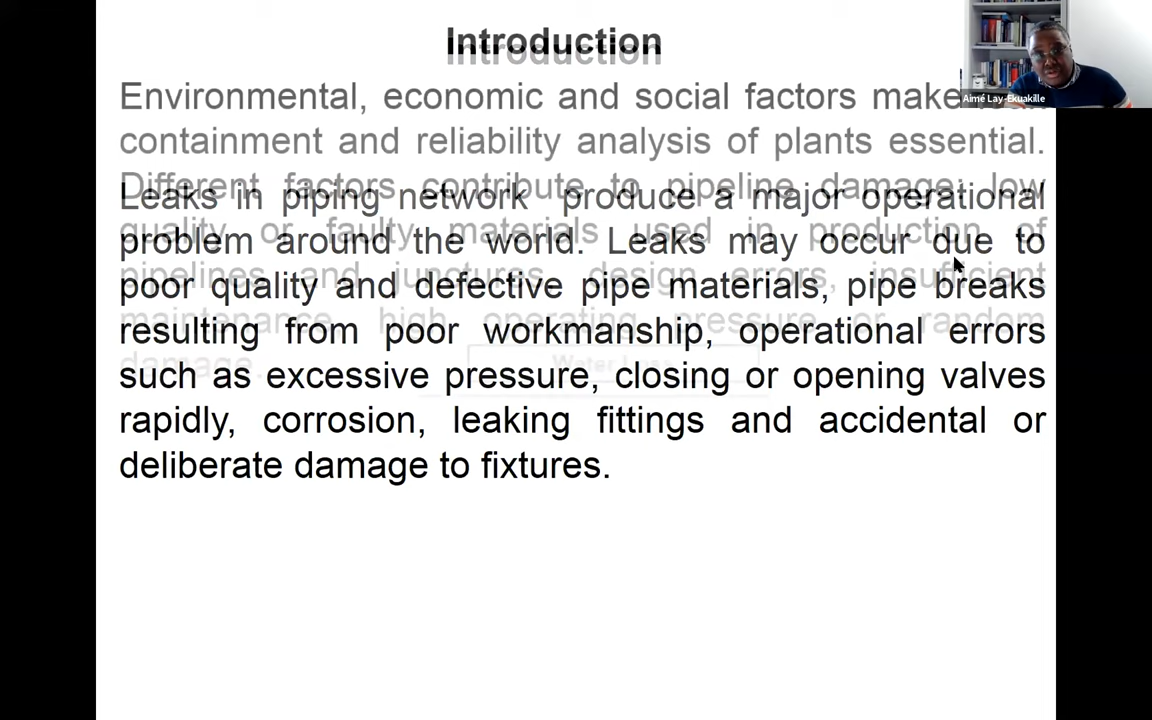 Introduction
Aimé Lay-Ekuakille
Environmental, economic and social factors make
containment and reliability analysis of plants essential.
Different factors contribute to pipeline damage: low
quality or faulty materials used in production of
pipelines and junctures, design errors, insufficient
maintenance high operating pressure or random
damage.
Leaks in piping network produce a major operational
problem around the world. Leaks may occur due to
poor quality and defective pipe materials, pipe breaks
resulting from poor workmanship, operational errors
such as excessive pressure, closing or opening valves
rapidly, corrosion, leaking fittings and accidental or
deliberate damage to fixtures.
Water Loss